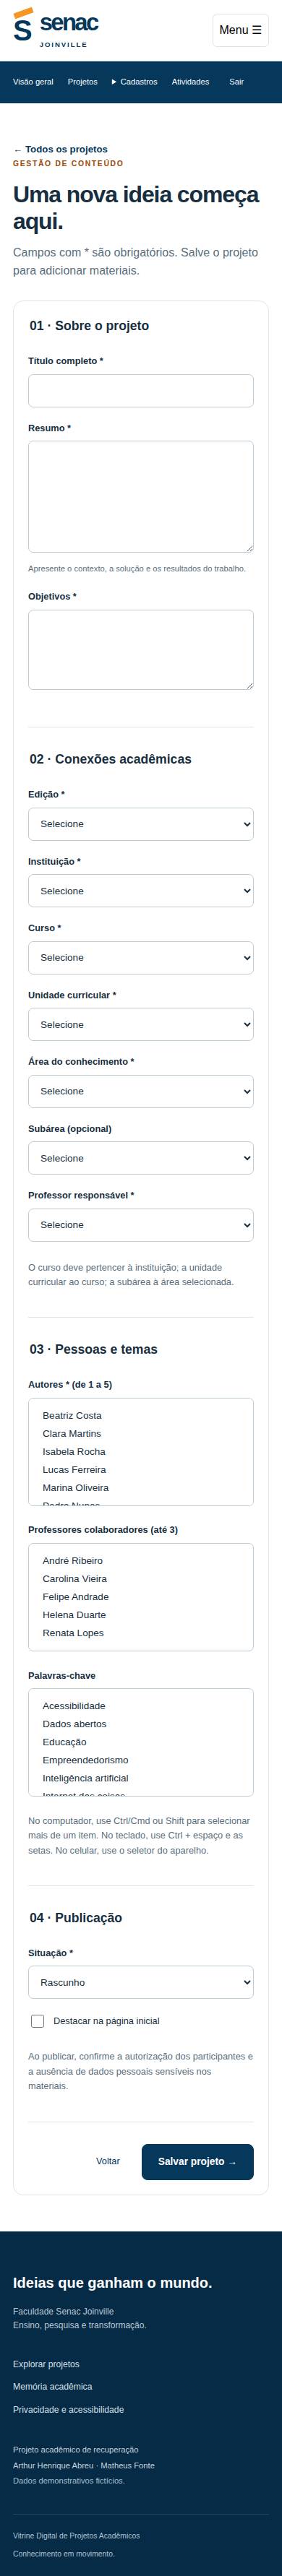 S senac
JOINVILLE
Menu ☰
Visão geral Projetos ▶ Cadastros Atividades Sair
← Todos os projetos
GESTÃO DE CONTEÚDO
Uma nova ideia começa
aqui.
Campos com * são obrigatórios. Salve o projeto
para adicionar materiais.
01 · Sobre o projeto
Título completo *
Resumo *
Apresente o contexto, a solução e os resultados do trabalho.
Objetivos *
02 · Conexões acadêmicas
Edição *
Selecione
Instituição *
Selecione
Curso *
Selecione
Unidade curricular *
Selecione
Área do conhecimento *
Selecione
Subárea (opcional)
Selecione
Professor responsável *
Selecione
O curso deve pertencer à instituição; a unidade
curricular ao curso; a subárea à área selecionada.
03 · Pessoas e temas
Autores * (de 1 a 5)
Beatriz Costa
Clara Martins
Isabela Rocha
Lucas Ferreira
Marina Oliveira
Pedro Nunes
Professores colaboradores (até 3)
André Ribeiro
Carolina Vieira
Felipe Andrade
Helena Duarte
Renata Lopes
Palavras-chave
Acessibilidade
Dados abertos
Educação
Empreendedorismo
Inteligência artificial
Internet das coisas
No computador, use Ctrl/Cmd ou Shift para selecionar
mais de um item. No teclado, use Ctrl + espaço e as
setas. No celular, use o seletor do aparelho.
04 · Publicação
Situação *
Rascunho
Destacar na página inicial
Ao publicar, confirme a autorização dos participantes e
a ausência de dados pessoais sensíveis nos
materiais.
Voltar Salvar projeto →
Ideias que ganham o mundo.
Faculdade Senac Joinville
Ensino, pesquisa e transformação.
Explorar projetos
Memória acadêmica
Privacidade e acessibilidade
Projeto acadêmico de recuperação
Arthur Henrique Abreu · Matheus Fonte
Dados demonstrativos fictícios.
Vitrine Digital de Projetos Acadêmicos
Conhecimento em movimento.